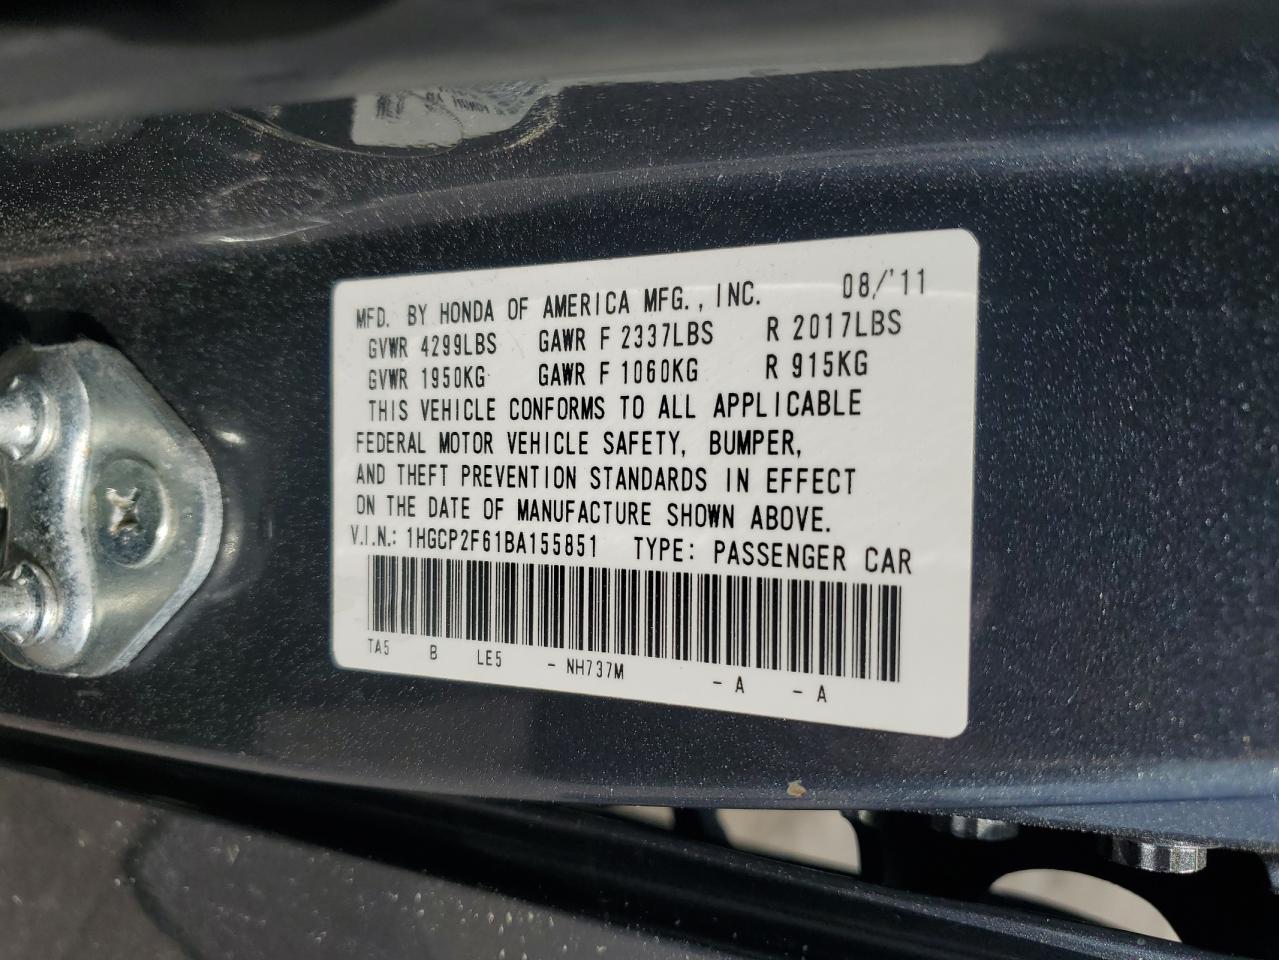 MFD. BY HONDA OF AMERICA MFG., INC. 08/'11
GVWR 4299LBS GAWR F 2337LBS R 2017LBS
GVWR 1950KG GAWR F 1060KG R 915KG
THIS VEHICLE CONFORMS TO ALL APPLICABLE
FEDERAL MOTOR VEHICLE SAFETY, BUMPER,
AND THEFT PREVENTION STANDARDS IN EFFECT
ON THE DATE OF MANUFACTURE SHOWN ABOVE.
V.I.N.: 1HGCP2F61BA155851 TYPE: PASSENGER CAR
TA5 B LE5 - NH737M - A - A